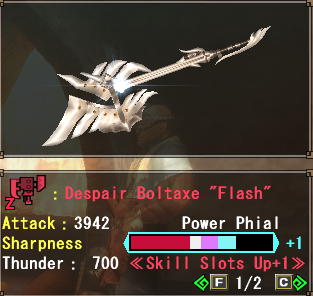 Z : Despair Boltaxe "Flash"
Attack : 3942 Power Phial
Sharpness +1
Thunder : 700 ≪Skill Slots Up+1≫
F 1/2 C